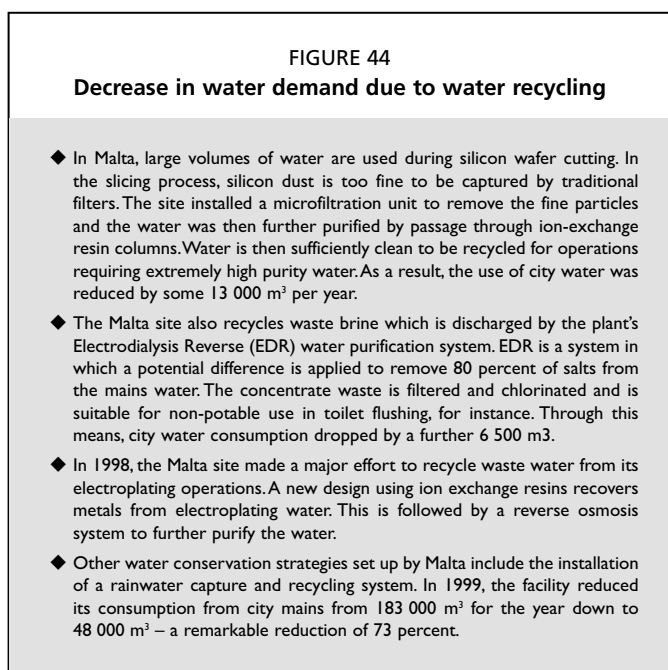 FIGURE 44
Decrease in water demand due to water recycling
◆ In Malta, large volumes of water are used during silicon wafer cutting. In
the slicing process, silicon dust is too fine to be captured by traditional
filters. The site installed a microfiltration unit to remove the fine particles
and the water was then further purified by passage through ion-exchange
resin columns. Water is then sufficiently clean to be recycled for operations
requiring extremely high purity water. As a result, the use of city water was
reduced by some 13 000 m³ per year.
◆ The Malta site also recycles waste brine which is discharged by the plant's
Electrodialysis Reverse (EDR) water purification system. EDR is a system in
which a potential difference is applied to remove 80 percent of salts from
the mains water. The concentrate waste is filtered and chlorinated and is
suitable for non-potable use in toilet flushing, for instance. Through this
means, city water consumption dropped by a further 6 500 m3.
◆ In 1998, the Malta site made a major effort to recycle waste water from its
electroplating operations. A new design using ion exchange resins recovers
metals from electroplating water. This is followed by a reverse osmosis
system to further purify the water.
◆ Other water conservation strategies set up by Malta include the installation
of a rainwater capture and recycling system. In 1999, the facility reduced
its consumption from city mains from 183 000 m³ for the year down to
48 000 m³ – a remarkable reduction of 73 percent.